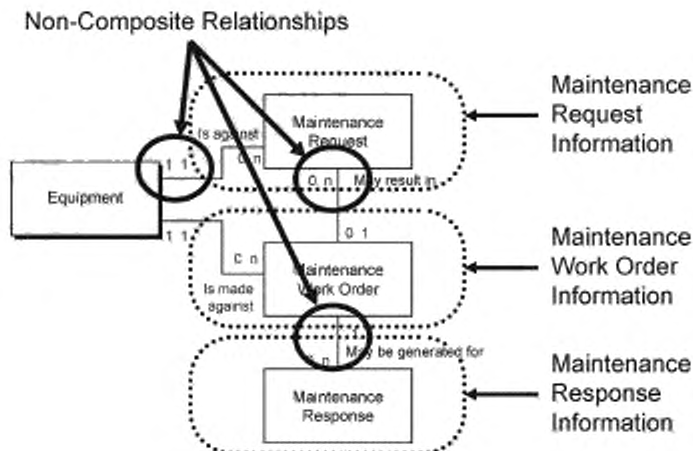 Non-Composite Relationships
Maintenance
Request
Information
Maintenance
Request
Is against
1 1
0 n
0 n
May result in
Equipment
1 1
0 1
0 n
Maintenance
Work Order
Is made
against
Maintenance
Work Order
Information
n
May be generated for
Maintenance
Response
Maintenance
Response
Information